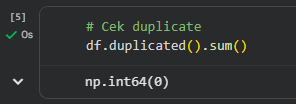 [5]
0s
# Cek duplicate
df.duplicated().sum()
np.int64(0)